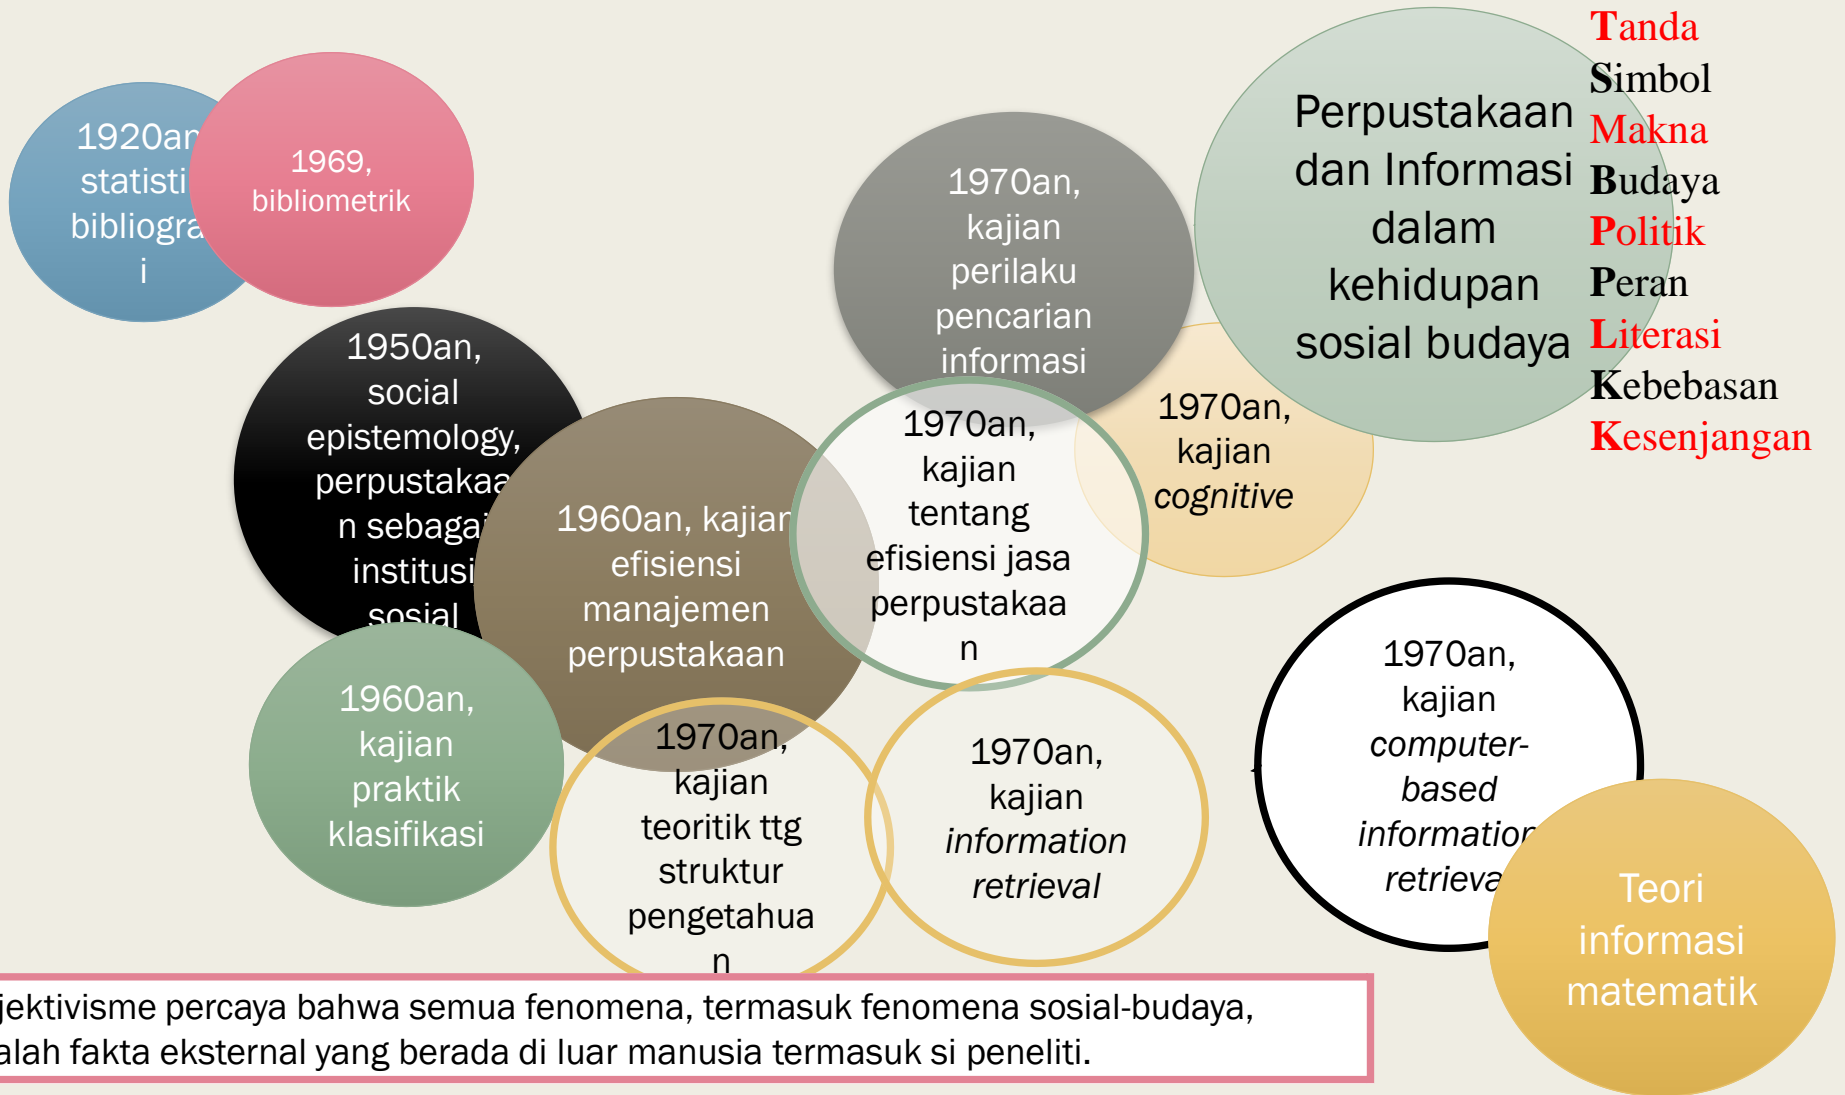 1920an
statisti
bibliogra
i
1969,
bibliometrik
1950an,
social
epistemology,
perpustakaa
n sebagai
institusi
sosial
1960an, kajian
efisiensi
manajemen
perpustakaan
1960an,
kajian
praktik
klasifikasi
1970an,
kajian
perilaku
pencarian
informasi
1970an,
kajian
tentang
efisiensi jasa
perpustakaa
n
1970an,
kajian
cognitive
1970an,
kajian
teoritik ttg
struktur
pengetahua
n
1970an,
kajian
information
retrieval
1970an,
kajian
computer-
based
information
retrieva
Teori
informasi
matematik
Perpustakaan
dan Informasi
dalam
kehidupan
sosial budaya
Tanda
Simbol
Makna
Budaya
Politik
Peran
Literasi
Kebebasan
Kesenjangan
jektivisme percaya bahwa semua fenomena, termasuk fenomena sosial-budaya,
alah fakta eksternal yang berada di luar manusia termasuk si peneliti.